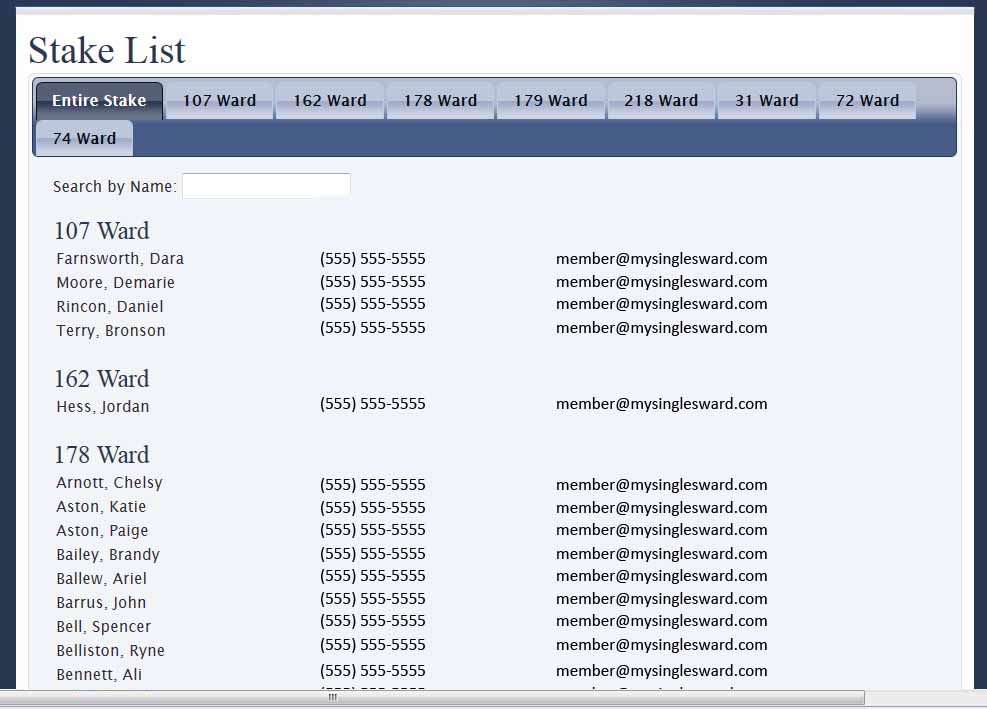 Stake List
Entire Stake 107 Ward 162 Ward 178 Ward 179 Ward 218 Ward 31 Ward 72 Ward
74 Ward
Search by Name:
107 Ward
Farnsworth, Dara (555) 555-5555 member@mysinglesward.com
Moore, Demarie (555) 555-5555 member@mysinglesward.com
Rincon, Daniel (555) 555-5555 member@mysinglesward.com
Terry, Bronson (555) 555-5555 member@mysinglesward.com
162 Ward
Hess, Jordan (555) 555-5555 member@mysinglesward.com
178 Ward
Arnott, Chelsy (555) 555-5555 member@mysinglesward.com
Aston, Katie (555) 555-5555 member@mysinglesward.com
Aston, Paige (555) 555-5555 member@mysinglesward.com
Bailey, Brandy (555) 555-5555 member@mysinglesward.com
Ballew, Ariel (555) 555-5555 member@mysinglesward.com
Barrus, John (555) 555-5555 member@mysinglesward.com
Bell, Spencer (555) 555-5555 member@mysinglesward.com
Belliston, Ryne (555) 555-5555 member@mysinglesward.com
Bennett, Ali (555) 555-5555 member@mysinglesward.com